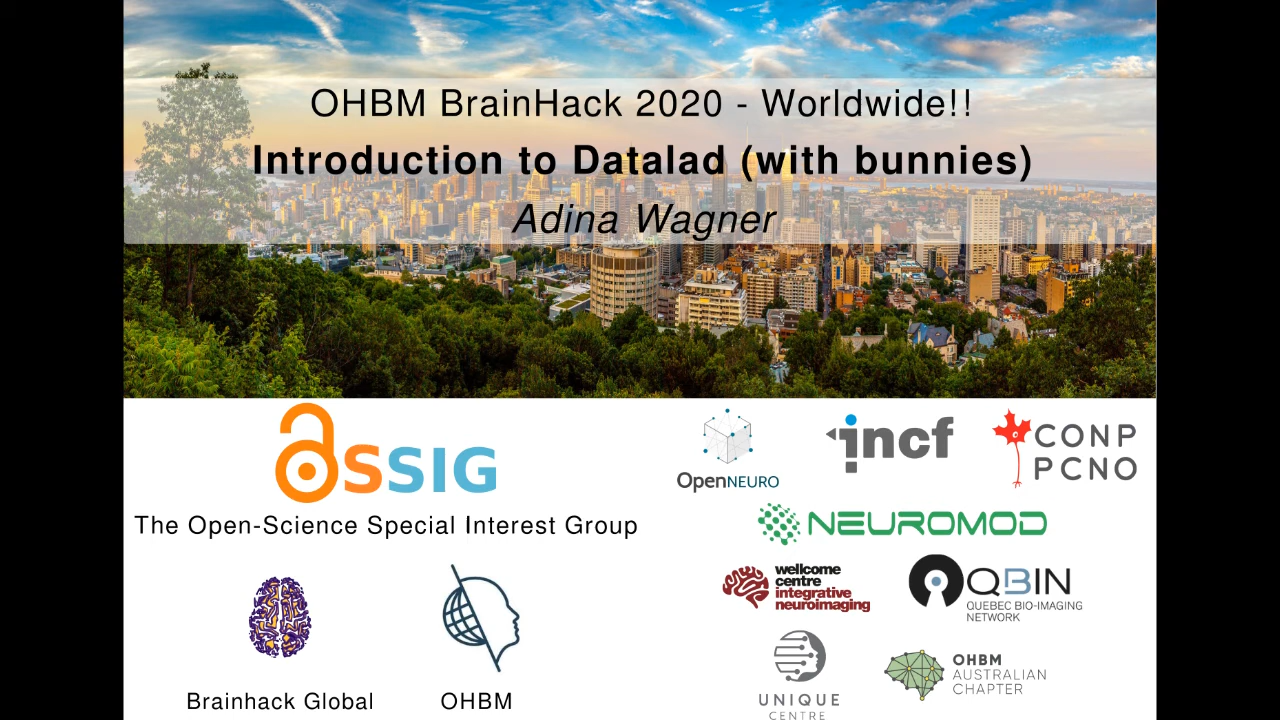 OHBM BrainHack 2020 - Worldwide!!
Introduction to Datalad (with bunnies)
Adina Wagner
OSSIG
The Open-Science Special Interest Group
Brainhack Global
OHBM
OpenNEURO
incf
CONP
PCNO
NEUROMOD
wellcome
centre
integrative
neuroimaging
QBIN
QUEBEC BIO-IMAGING
NETWORK
UNIQUE
CENTRE
OHBM
AUSTRALIAN
CHAPTER